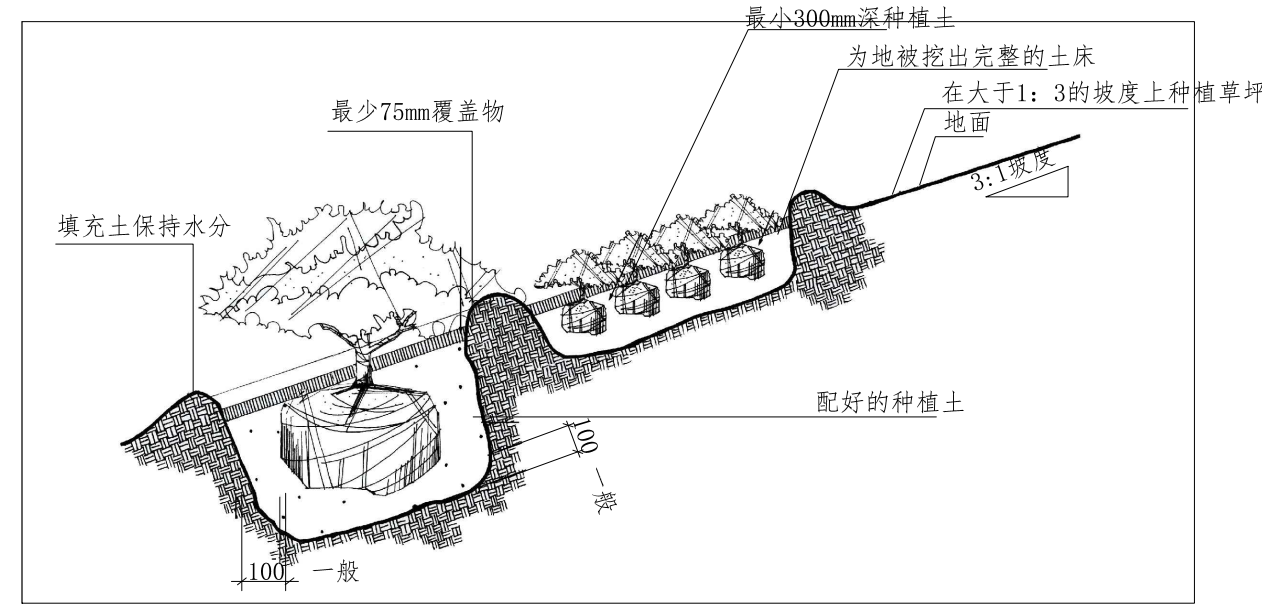 最小300mm深种植土
为地被挖出完整的土床
在大于1：3的坡度上种植草坪
地面
最少75mm覆盖物
3:1坡度
填充土保持水分
配好的种植土
100 一般
100 一般